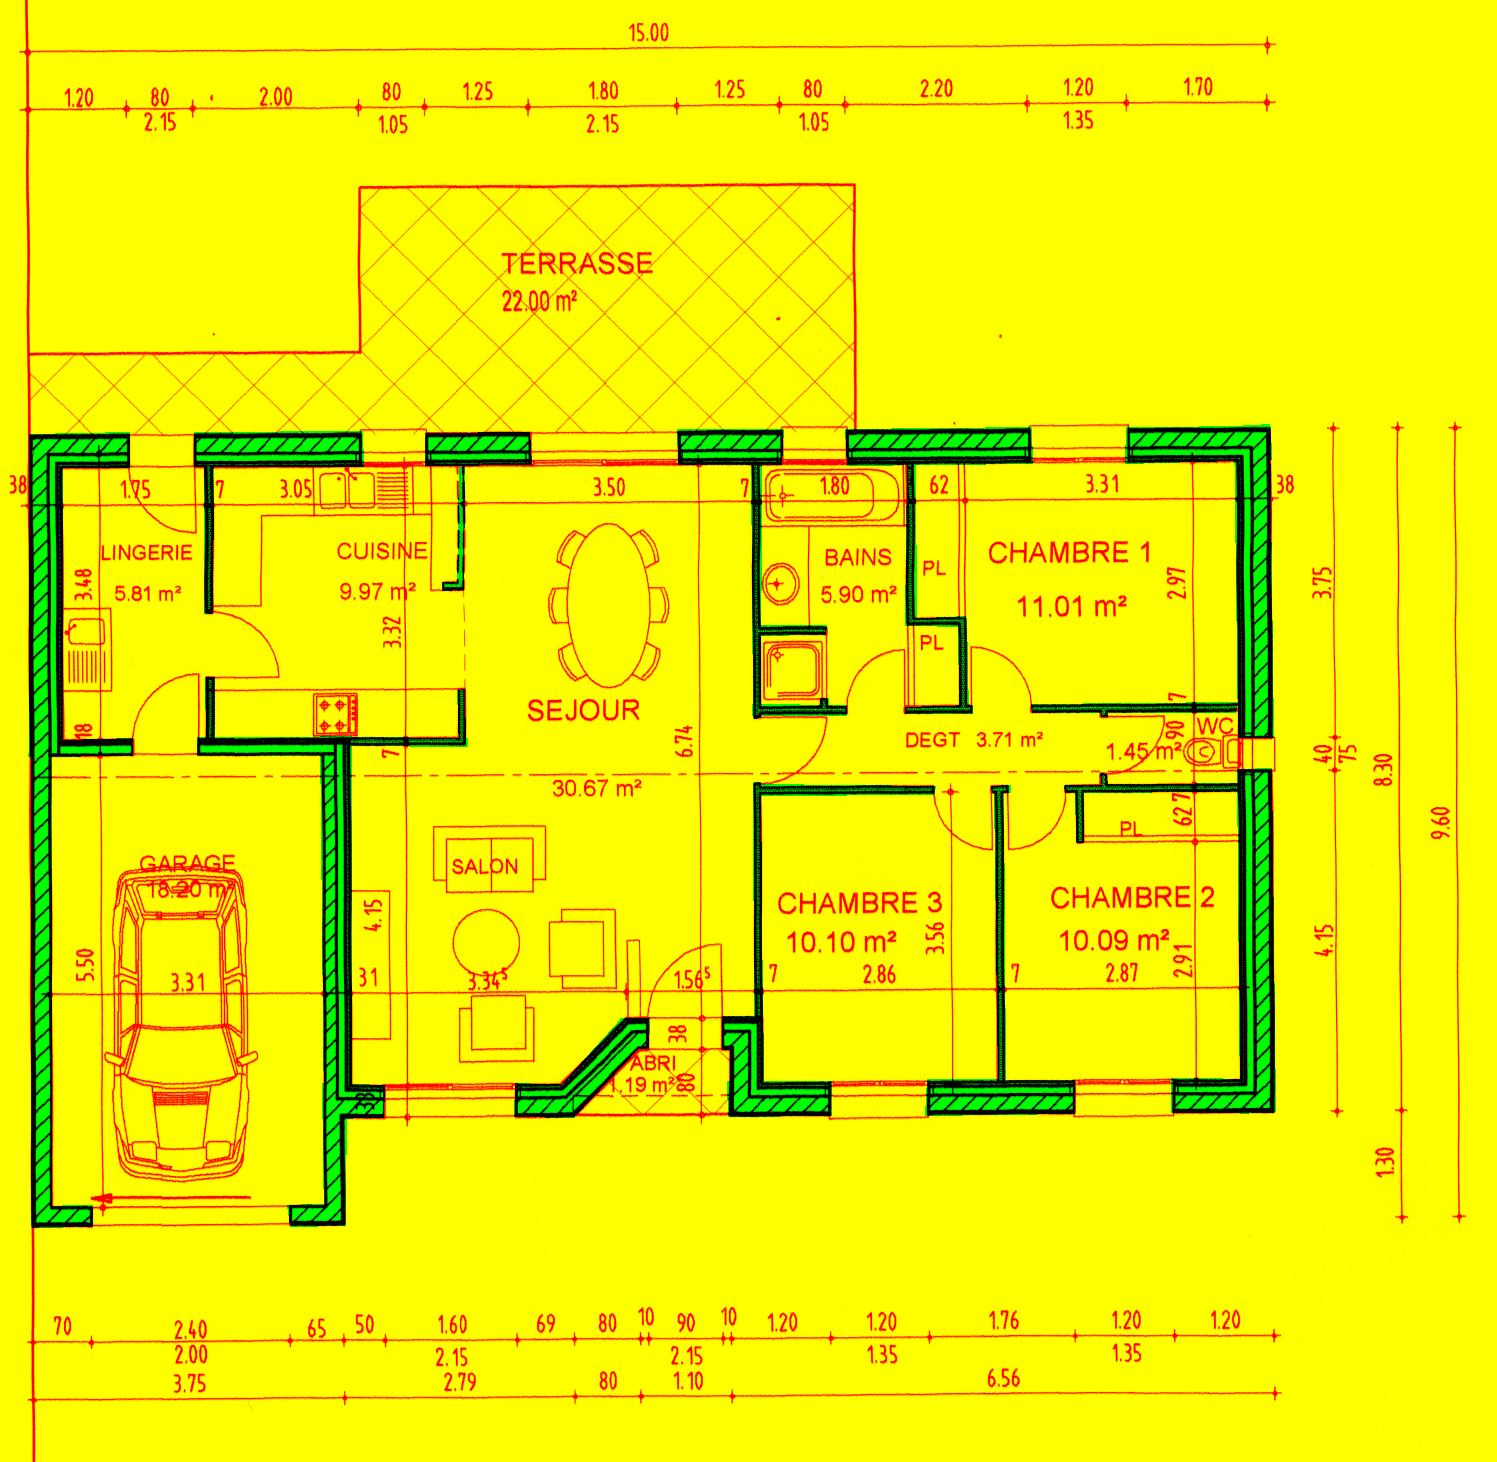 15.00
1.20 80 2.00 80 1.25 1.80 1.25 80 2.20 1.20 1.70
2.15 1.05 2.15 1.05 1.35
TERRASSE
22.00 m²
38 1.75 7 3.05 3.50 7 1.80 62 3.31 38
LINGERIE
5.81 m²
3.48
18
CUISINE
9.97 m²
3.32
7
SEJOUR
30.67 m²
6.74
BAINS
5.90 m²
PL
PL
CHAMBRE 1
11.01 m²
2.97
7
DEGT 3.71 m²
WC
1.45 m²
90
7
62
PL
GARAGE
18.20 m²
5.50
3.31
SALON
4.15
31 3.34⁵ 1.56⁵
38
ABRI
1.19 m²
80
33
CHAMBRE 3
10.10 m²
3.56
7 2.86
CHAMBRE 2
10.09 m²
2.91
7 2.87
3.75
40
75
4.15
8.30
1.30
9.60
70 2.40 65 50 1.60 69 80 10 90 10 1.20 1.20 1.76 1.20 1.20
2.00 2.15 2.15 1.35 1.35
3.75 2.79 80 1.10 6.56